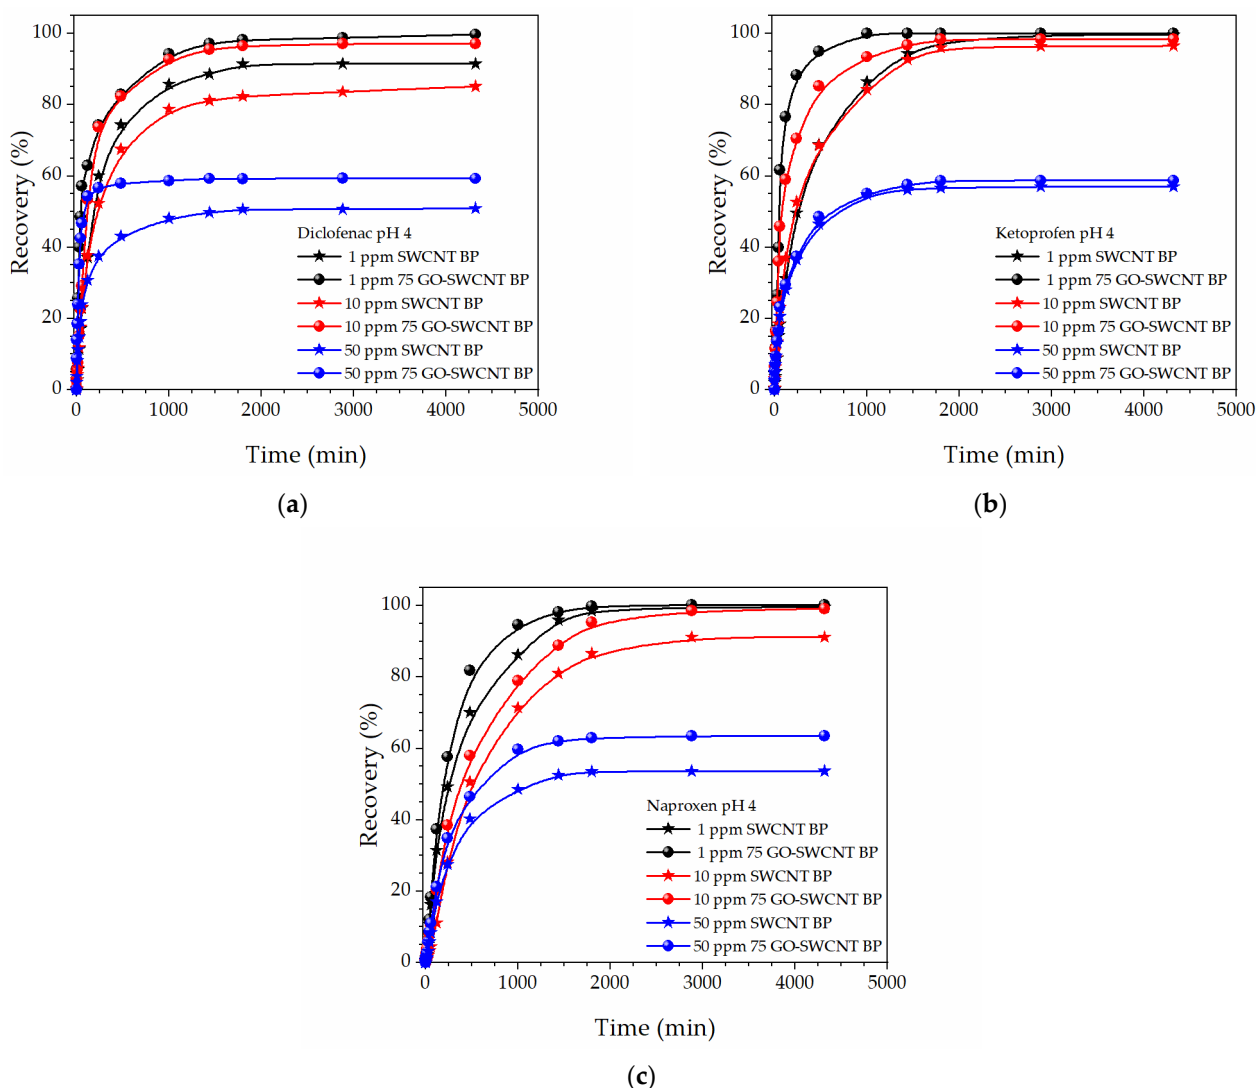 100
80
60
40
20
0
Recovery (%)
Diclofenac pH 4
1 ppm SWCNT BP
1 ppm 75 GO-SWCNT BP
10 ppm SWCNT BP
10 ppm 75 GO-SWCNT BP
50 ppm SWCNT BP
50 ppm 75 GO-SWCNT BP
0 1000 2000 3000 4000 5000
Time (min)
(a)
100
80
60
40
20
0
Recovery (%)
Ketoprofen pH 4
1 ppm SWCNT BP
1 ppm 75 GO-SWCNT BP
10 ppm SWCNT BP
10 ppm 75 GO-SWCNT BP
50 ppm SWCNT BP
50 ppm 75 GO-SWCNT BP
0 1000 2000 3000 4000 5000
Time (min)
(b)
100
80
60
40
20
0
Recovery (%)
Naproxen pH 4
1 ppm SWCNT BP
1 ppm 75 GO-SWCNT BP
10 ppm SWCNT BP
10 ppm 75 GO-SWCNT BP
50 ppm SWCNT BP
50 ppm 75 GO-SWCNT BP
0 1000 2000 3000 4000 5000
Time (min)
(c)